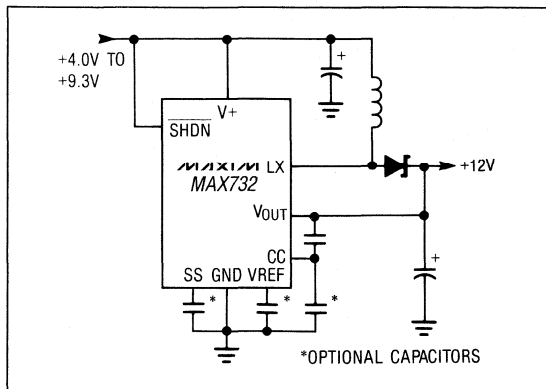 +4.0V TO
+9.3V
+
V+
SHDN
MAXIM
MAX732
LX
+12V
VOUT
CC
+
SS GND VREF
*
*
*
*OPTIONAL CAPACITORS